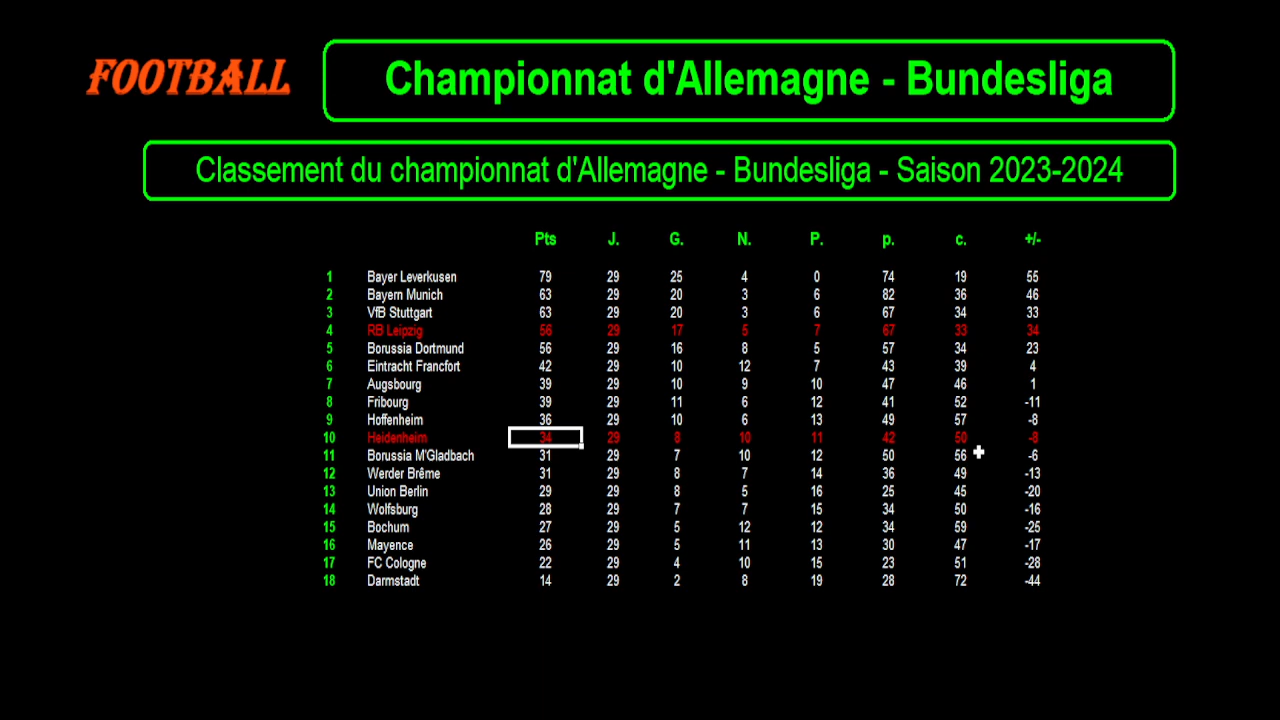 FOOTBALL
Championnat d'Allemagne - Bundesliga
Classement du championnat d'Allemagne - Bundesliga - Saison 2023-2024
Pts J. G. N. P. p. c. +/-
1 Bayer Leverkusen 79 29 25 4 0 74 19 55
2 Bayern Munich 63 29 20 3 6 82 36 46
3 VfB Stuttgart 63 29 20 3 6 67 34 33
4 RB Leipzig 56 29 17 5 7 67 33 34
5 Borussia Dortmund 56 29 16 8 5 57 34 23
6 Eintracht Francfort 42 29 10 12 7 43 39 4
7 Augsbourg 39 29 10 9 10 47 46 1
8 Fribourg 39 29 11 6 12 41 52 -11
9 Hoffenheim 36 29 10 6 13 49 57 -8
10 Heidenheim 34 29 8 10 11 42 50 -8
11 Borussia M'Gladbach 31 29 7 10 12 50 56 -6
12 Werder Brême 31 29 8 7 14 36 49 -13
13 Union Berlin 29 29 8 5 16 25 45 -20
14 Wolfsburg 28 29 7 7 15 34 50 -16
15 Bochum 27 29 5 12 12 34 59 -25
16 Mayence 26 29 5 11 13 30 47 -17
17 FC Cologne 22 29 4 10 15 23 51 -28
18 Darmstadt 14 29 2 8 19 28 72 -44